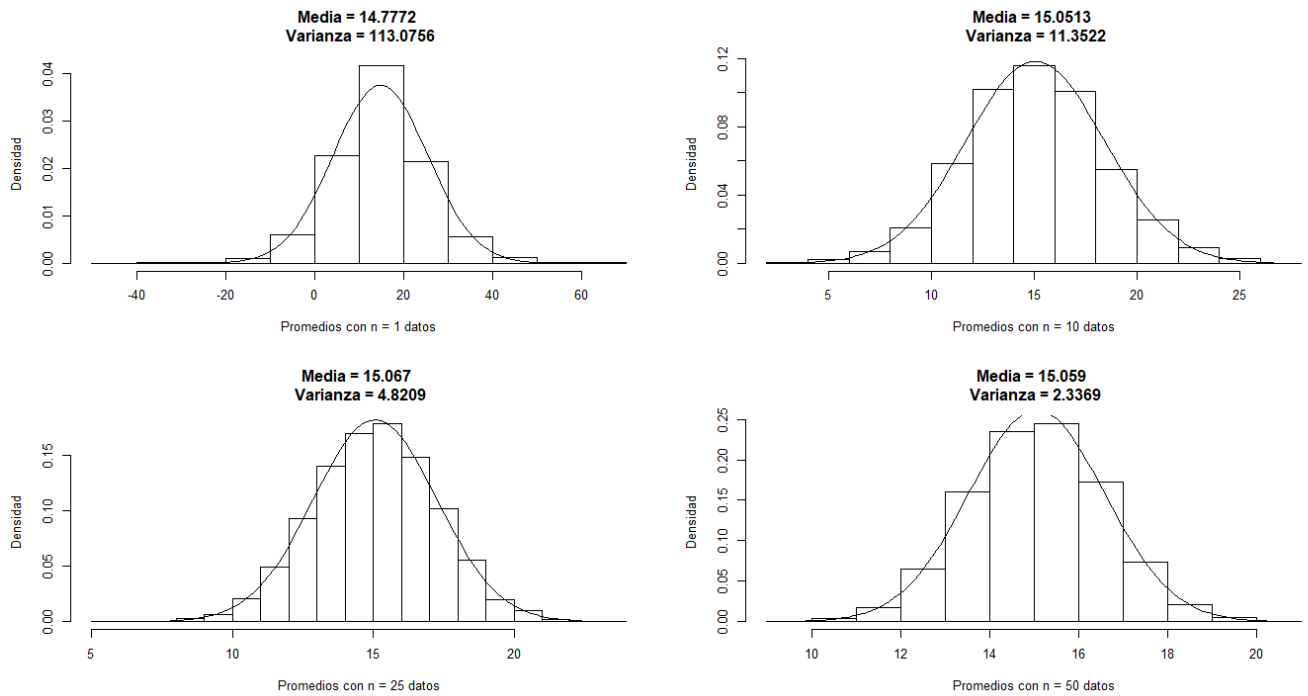 Media = 14.7772
Varianza = 113.0756
Densidad
0.00
0.01
0.02
0.03
0.04
-40
-20
0
20
40
60
Promedios con n = 1 datos
Media = 15.0513
Varianza = 11.3522
Densidad
0.00
0.04
0.08
0.12
5
10
15
20
25
Promedios con n = 10 datos
Media = 15.067
Varianza = 4.8209
Densidad
0.00
0.05
0.10
0.15
5
10
15
20
Promedios con n = 25 datos
Media = 15.059
Varianza = 2.3369
Densidad
0.00
0.05
0.10
0.15
0.20
0.25
10
12
14
16
18
20
Promedios con n = 50 datos